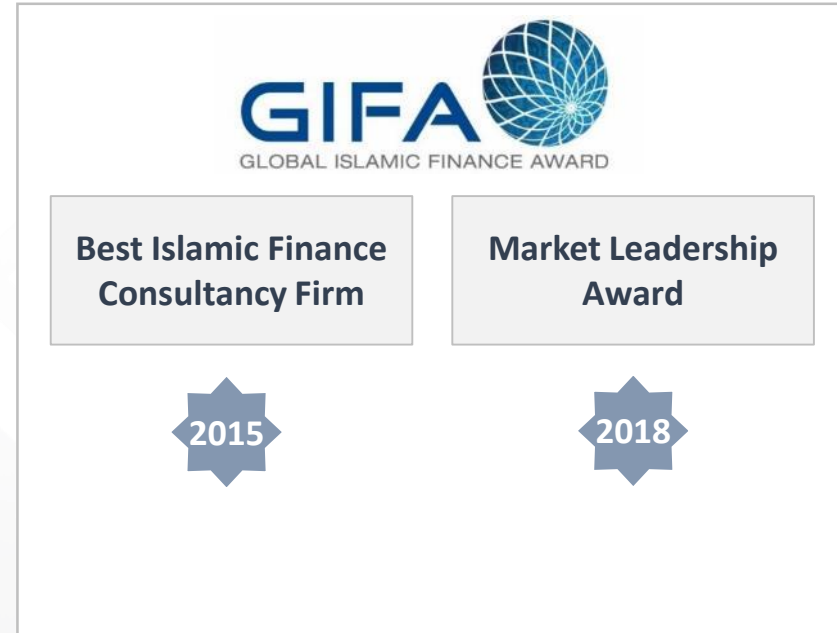 GIFA
GLOBAL ISLAMIC FINANCE AWARD
Best Islamic Finance
Consultancy Firm
Market Leadership
Award
2015
2018